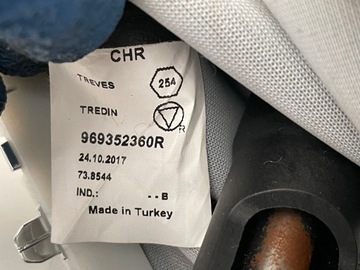 CHR
TREVES 254
TREDIN R
969352360R
24.10.2017
73.8544
IND.: --B
Made in Turkey